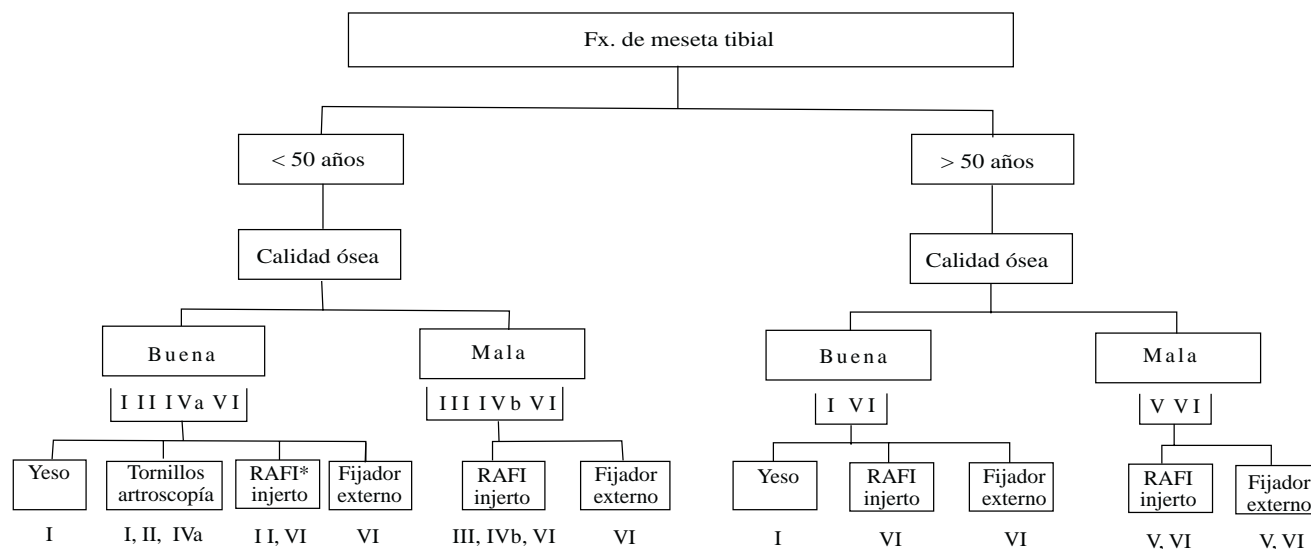 Fx. de meseta tibial
< 50 años
> 50 años
Calidad ósea
Calidad ósea
Buena
Mala
Buena
Mala
I II IVa VI
III IVb VI
I VI
V VI
Yeso
Tornillos
artroscopía
RAFI*
injerto
Fijador
externo
RAFI
injerto
Fijador
externo
Yeso
RAFI
injerto
Fijador
externo
RAFI
injerto
Fijador
externo
I
I, II, IVa
I I, VI
VI
III, IVb, VI
VI
I
VI
VI
V, VI
V, VI